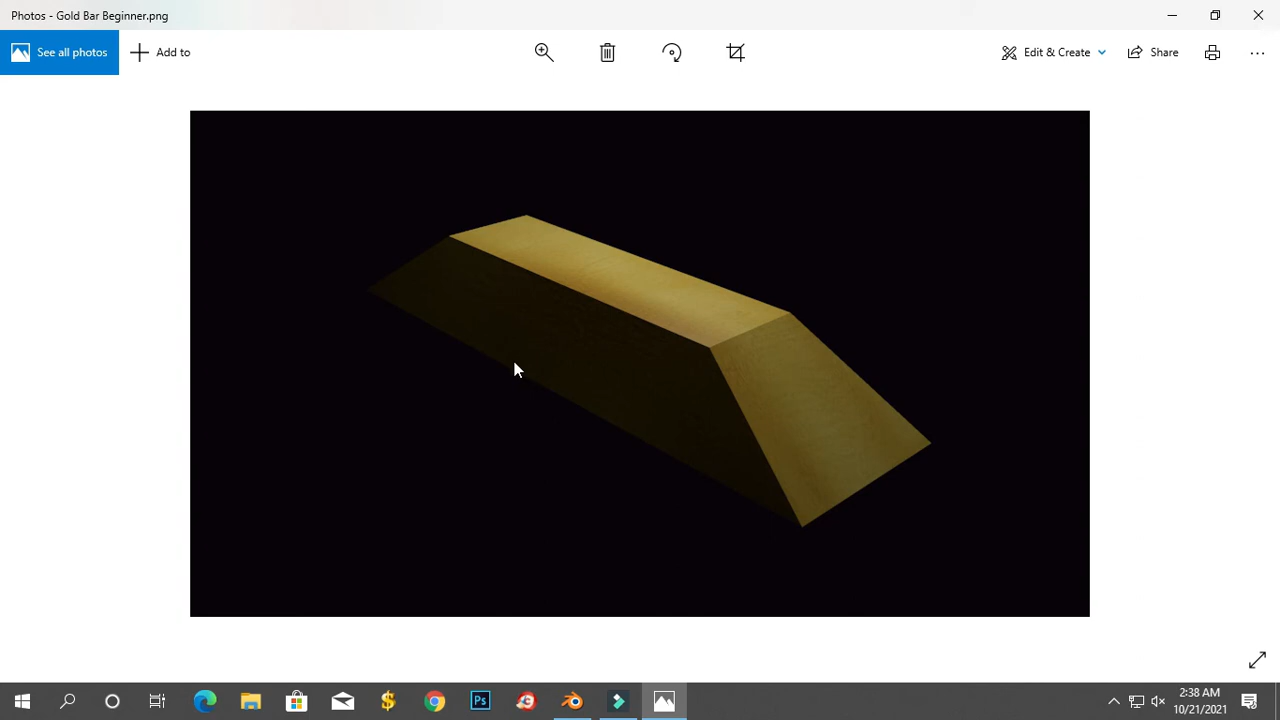 Photos - Gold Bar Beginner.png
See all photos
Add to
Edit & Create
Share
Ps
2:38 AM
10/21/2021